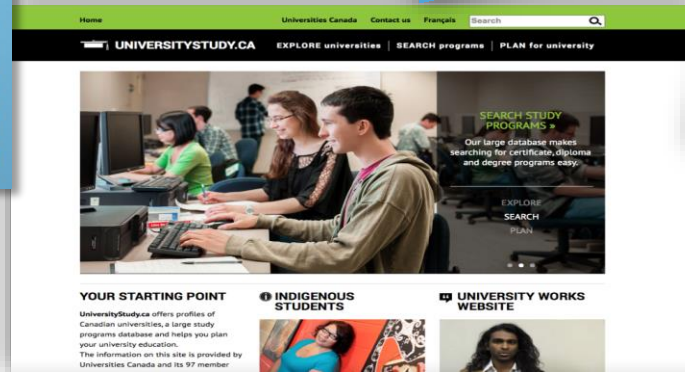 Home
Universities Canada Contact us Français Search
UNIVERSITYSTUDY.CA EXPLORE universities | SEARCH programs | PLAN for university
SEARCH STUDY
PROGRAMS »
Our large database makes
searching for certificate, diploma
and degree programs easy.
EXPLORE
SEARCH
PLAN
YOUR STARTING POINT
UniversityStudy.ca offers profiles of
Canadian universities, a large study
programs database and helps you plan
your university education.
The information on this site is provided by
Universities Canada and its 97 member
INDIGENOUS
STUDENTS
UNIVERSITY WORKS
WEBSITE